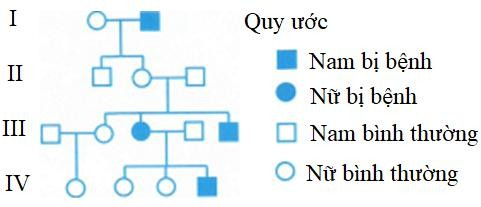 I
II
III
IV
Quy ước
Nam bị bệnh
Nữ bị bệnh
Nam bình thường
Nữ bình thường